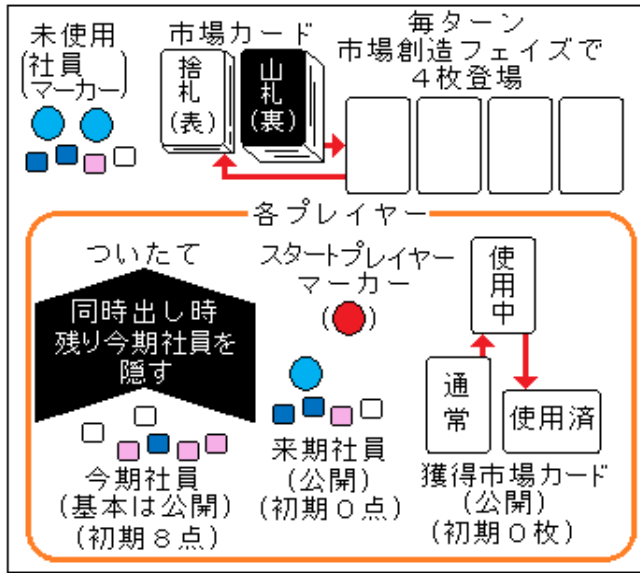 未使用
(社員
マーカー)
市場カード
捨札(表)
山札(裏)
毎ターン
市場創造フェイズで
4枚登場
各プレイヤー
ついたて
同時出し時
残り今期社員を
隠す
今期社員
(基本は公開)
(初期8点)
スタートプレイヤー
マーカー
( )
来期社員
(公開)
(初期0点)
使用中
通常
使用済
獲得市場カード
(公開)
(初期0枚)